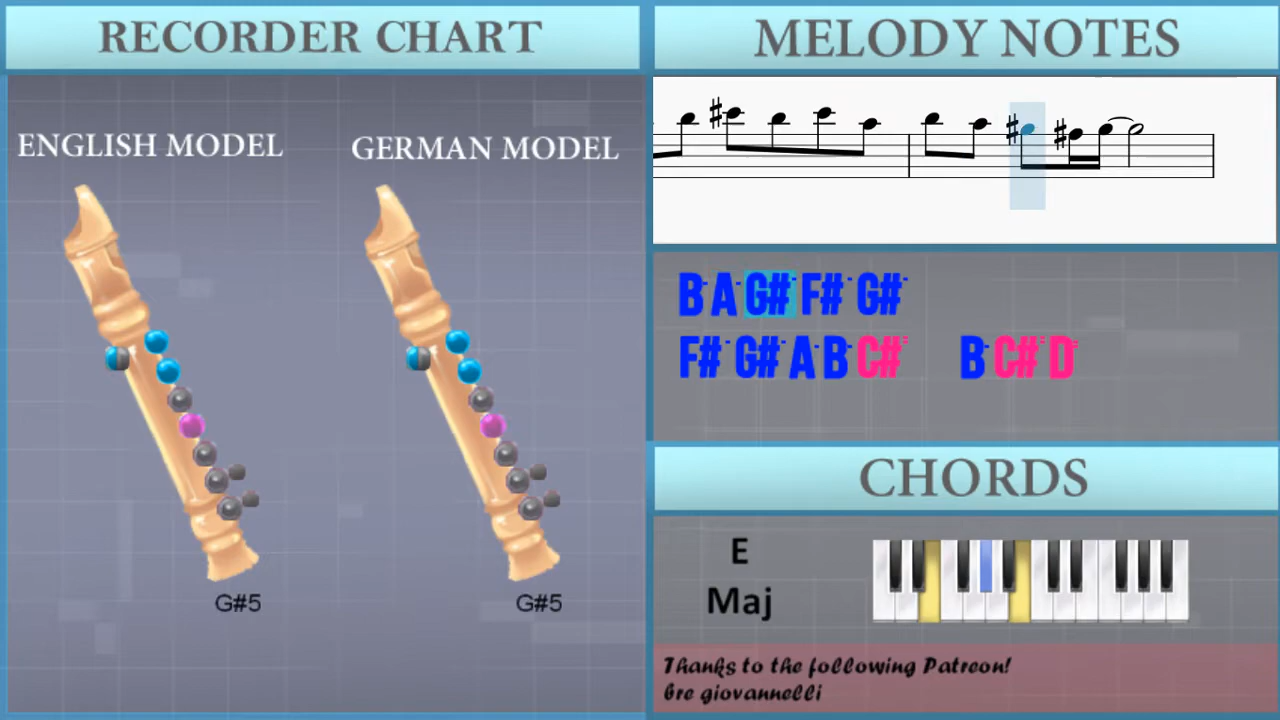 RECORDER CHART
ENGLISH MODEL
GERMAN MODEL
G#5
G#5
MELODY NOTES
B A G# F# G#
F# G# A B C# B C# D
CHORDS
E
Maj
Thanks to the following Patreon!
bre giovannelli